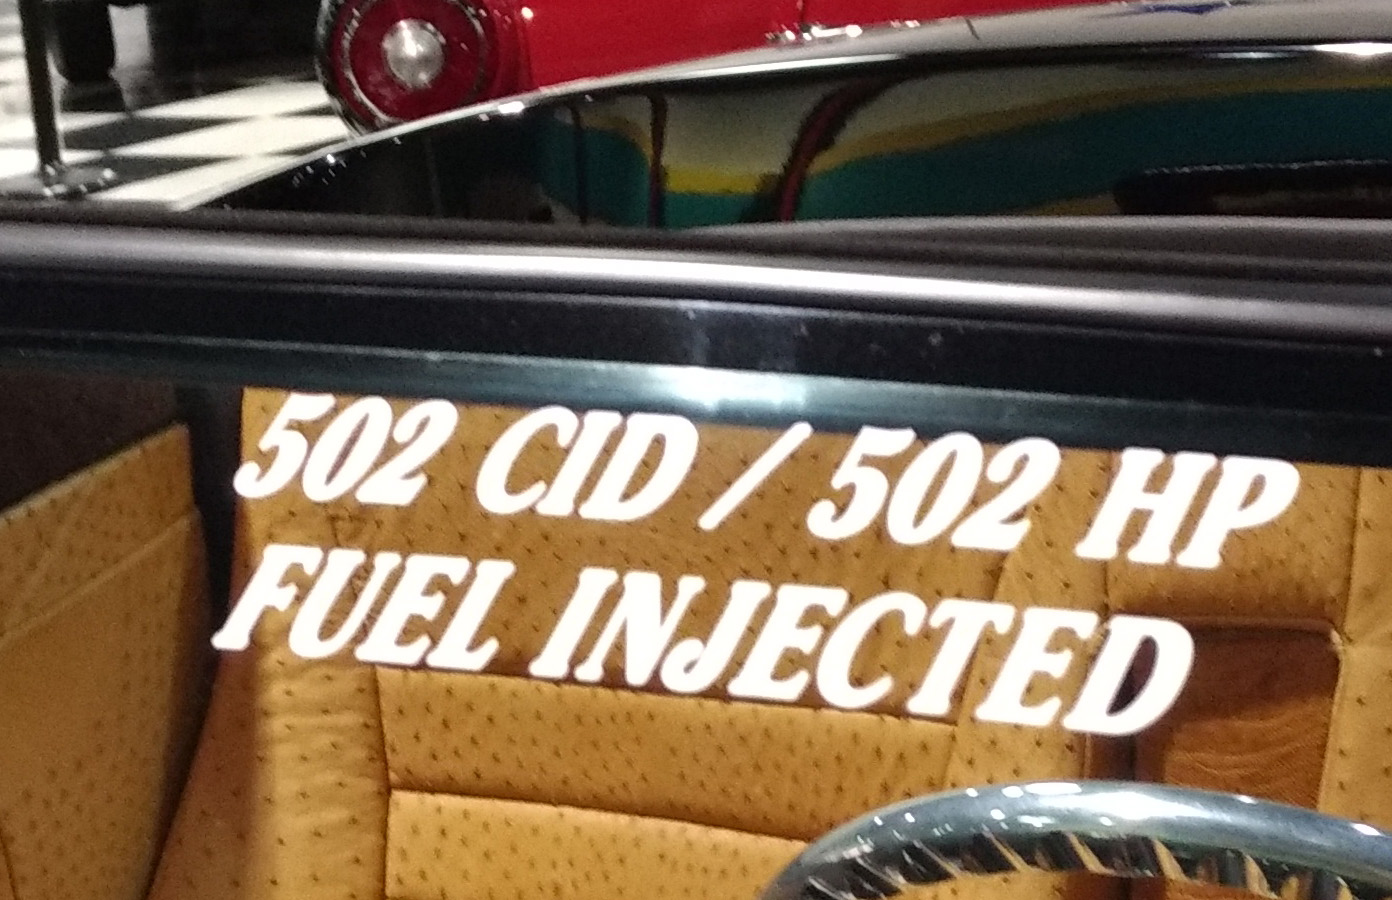 502 CID / 502 HP
FUEL INJECTED